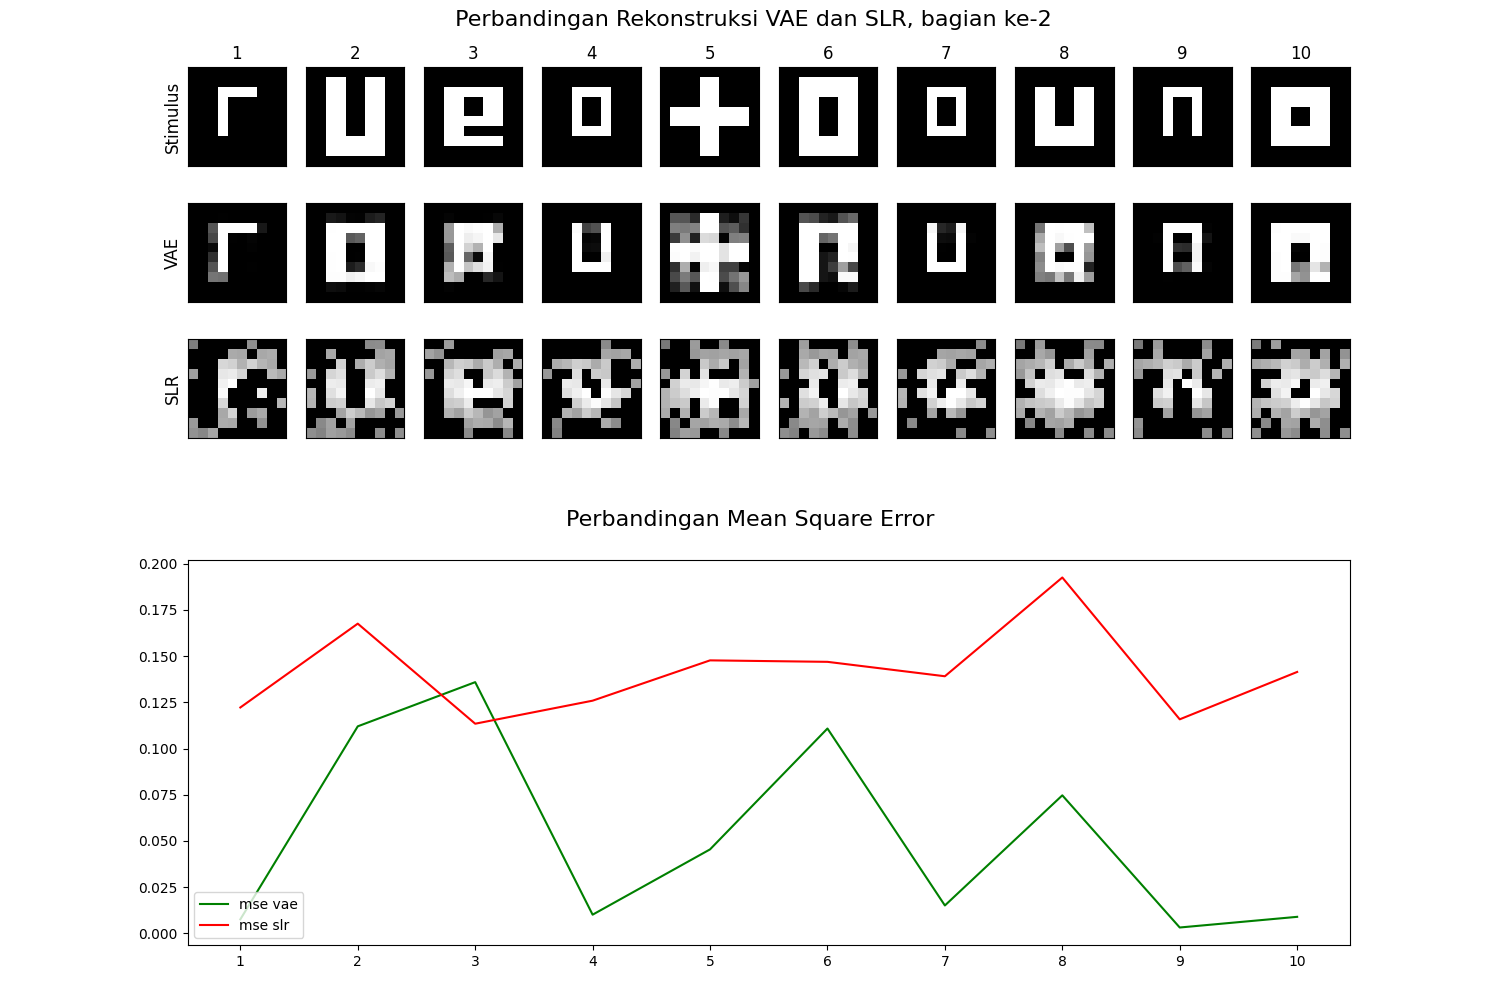 Perbandingan Rekonstruksi VAE dan SLR, bagian ke-2
1 2 3 4 5 6 7 8 9 10
Stimulus
VAE
SLR
Perbandingan Mean Square Error
0.200
0.175
0.150
0.125
0.100
0.075
0.050
0.025
0.000
mse vae
mse slr
1 2 3 4 5 6 7 8 9 10